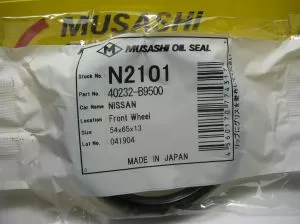 MUSASHI
M MUSASHI OIL SEAL
Stock No. N2101
Part No. 40232-B9500
Car Name NISSAN
Location Front Wheel
Size 54x65x13
Lot No. 041904
MADE IN JAPAN